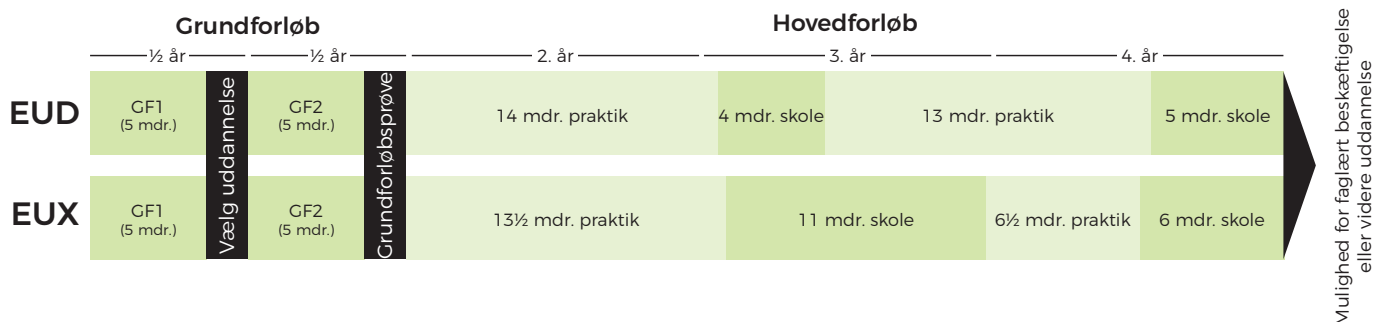 Grundforløb
Hovedforløb
½ år
½ år
2. år
3. år
4. år
EUD
GF1
(5 mdr.)
Vælg uddannelse
GF2
(5 mdr.)
Grundforløbsprøve
14 mdr. praktik
4 mdr. skole
13 mdr. praktik
5 mdr. skole
EUX
GF1
(5 mdr.)
GF2
(5 mdr.)
13½ mdr. praktik
11 mdr. skole
6½ mdr. praktik
6 mdr. skole
Mulighed for faglært beskæftigelse
eller videre uddannelse